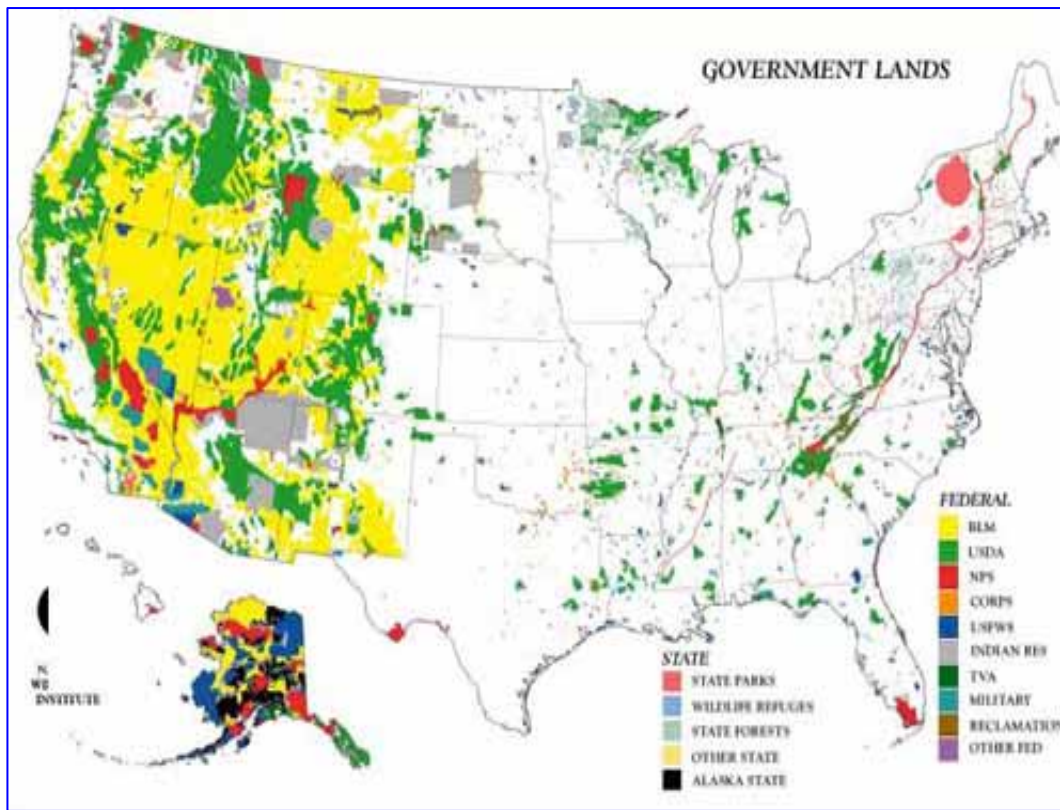 GOVERNMENT LANDS
FEDERAL
BLM
USDA
NPS
CORPS
USFWS
INDIAN RES
TVA
MILITARY
RECLAMATION
OTHER FED
STATE
STATE PARKS
WILDLIFE REFUGES
STATE FORESTS
OTHER STATE
ALASKA STATE
N.
INSTITUTE